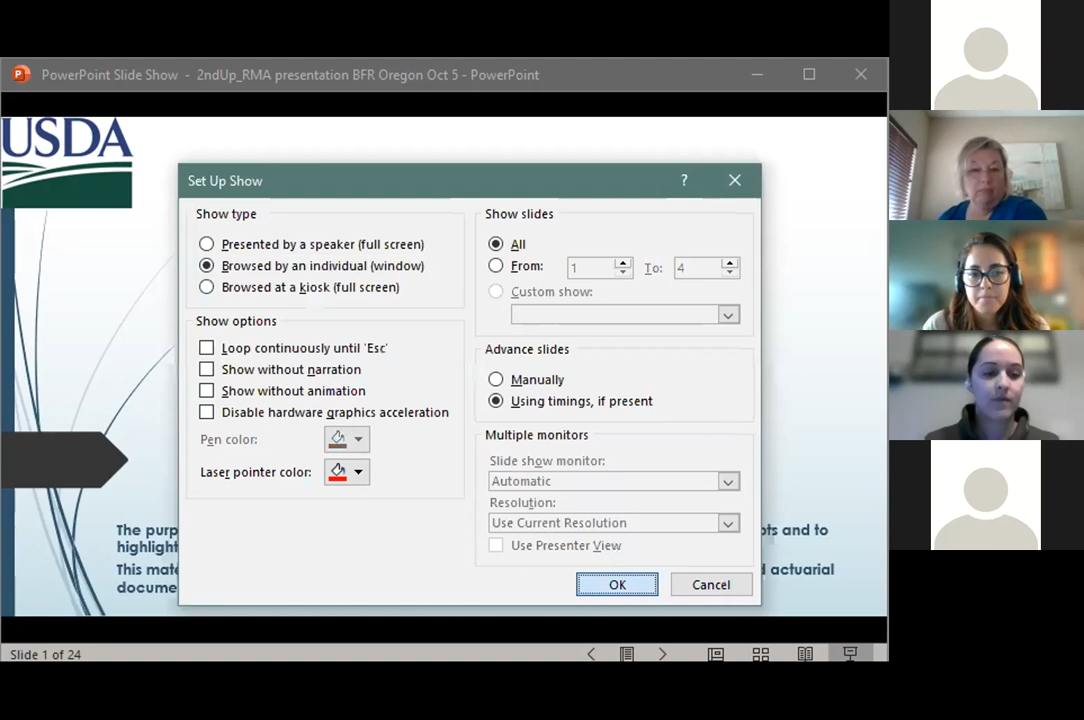 PowerPoint Slide Show - 2ndUp_RMA presentation BFR Oregon Oct 5 - PowerPoint
USDA
Set Up Show
?
Show type
Presented by a speaker (full screen)
Browsed by an individual (window)
Browsed at a kiosk (full screen)
Show options
Loop continuously until 'Esc'
Show without narration
Show without animation
Disable hardware graphics acceleration
Pen color:
Laser pointer color:
Show slides
All
From: 1 To: 4
Custom show:
Advance slides
Manually
Using timings, if present
Multiple monitors
Slide show monitor:
Automatic
Resolution:
Use Current Resolution
Use Presenter View
OK Cancel
The purp pts and to
highlight
This mate d actuarial
docume
Slide 1 of 24